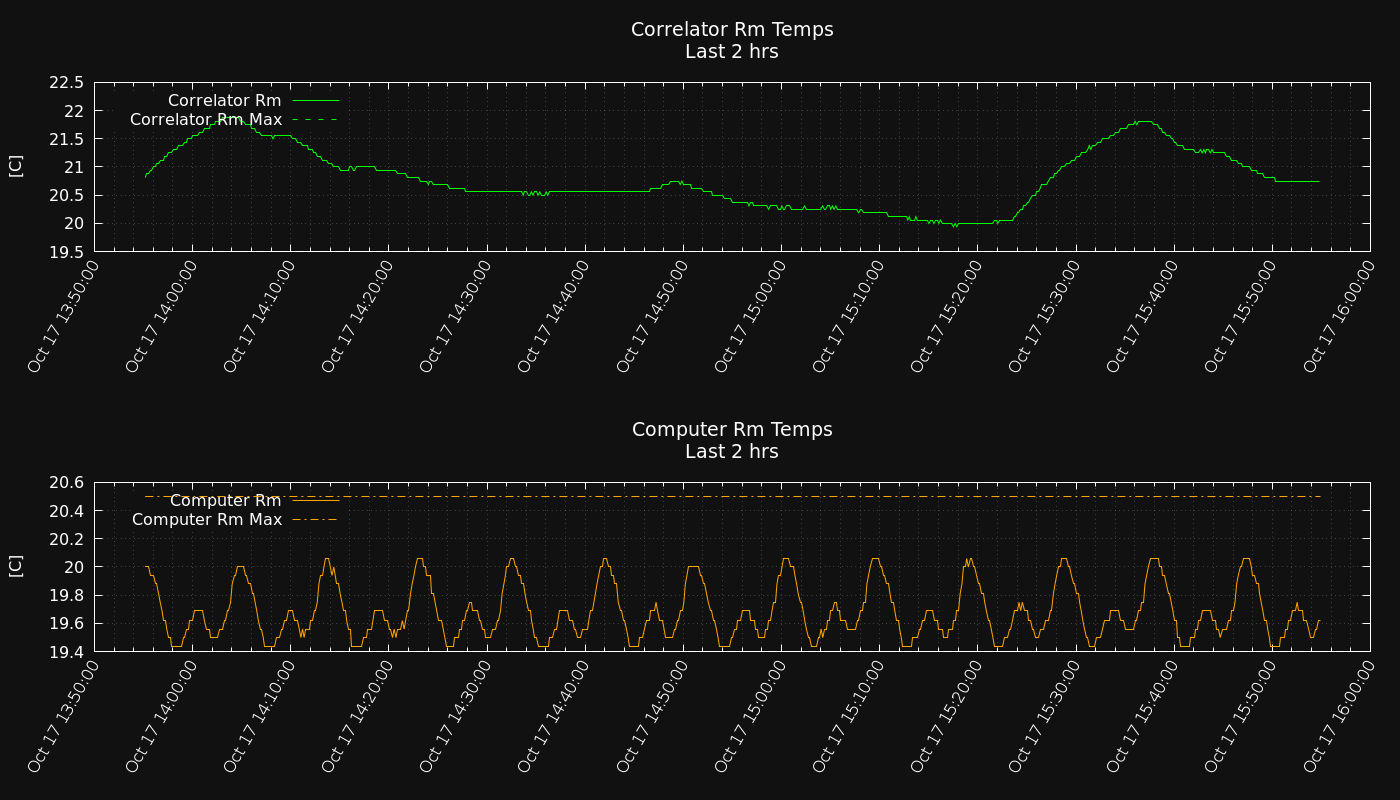 Correlator Rm Temps
Last 2 hrs
22.5
22
21.5
21
20.5
20
19.5
[C]
Correlator Rm
Correlator Rm Max
Oct 17 13:50:00
Oct 17 14:00:00
Oct 17 14:10:00
Oct 17 14:20:00
Oct 17 14:30:00
Oct 17 14:40:00
Oct 17 14:50:00
Oct 17 15:00:00
Oct 17 15:10:00
Oct 17 15:20:00
Oct 17 15:30:00
Oct 17 15:40:00
Oct 17 15:50:00
Oct 17 16:00:00
Computer Rm Temps
Last 2 hrs
20.6
20.4
20.2
20
19.8
19.6
19.4
[C]
Computer Rm
Computer Rm Max
Oct 17 13:50:00
Oct 17 14:00:00
Oct 17 14:10:00
Oct 17 14:20:00
Oct 17 14:30:00
Oct 17 14:40:00
Oct 17 14:50:00
Oct 17 15:00:00
Oct 17 15:10:00
Oct 17 15:20:00
Oct 17 15:30:00
Oct 17 15:40:00
Oct 17 15:50:00
Oct 17 16:00:00